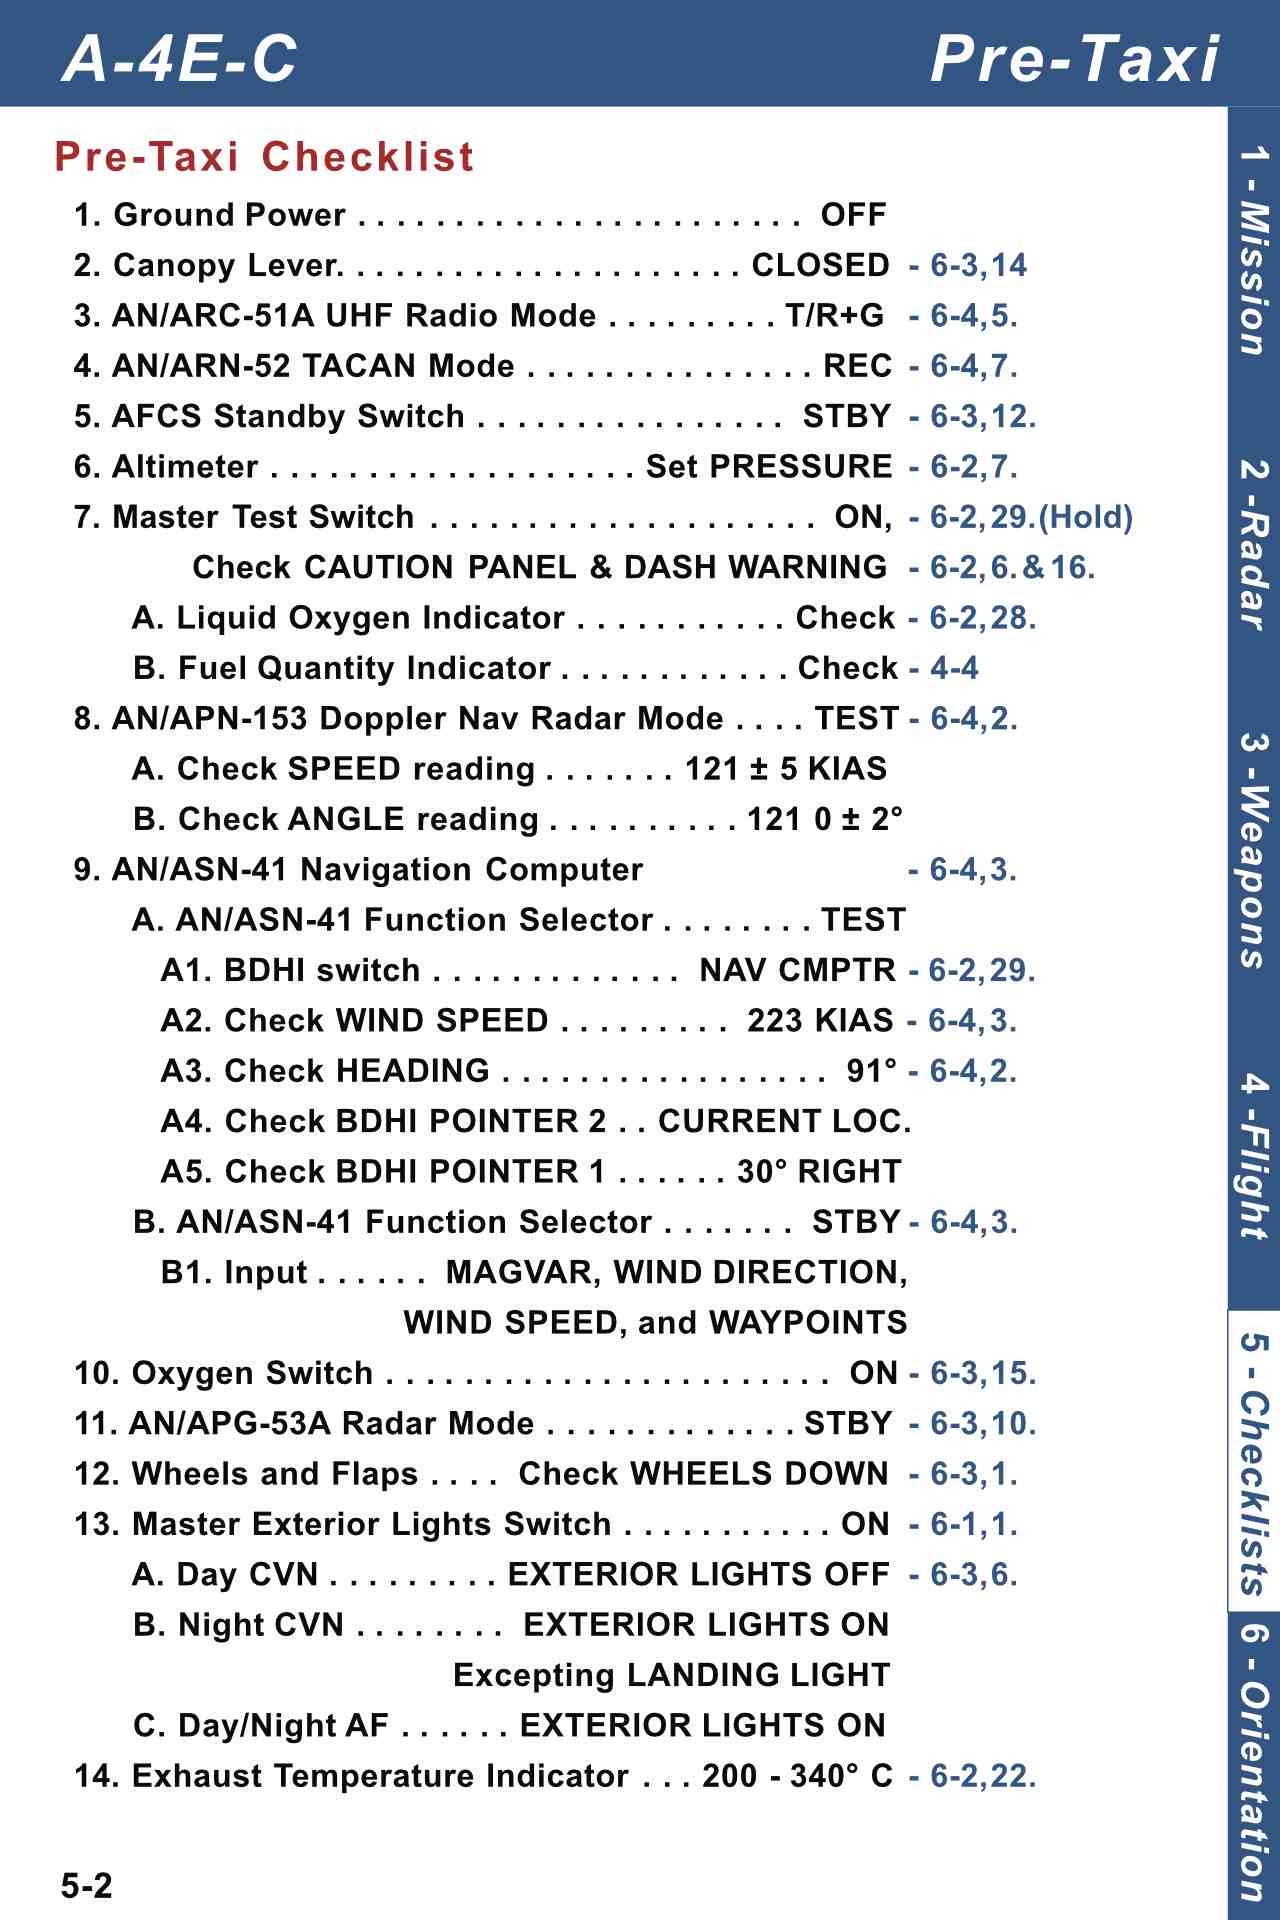 A-4E-C Pre-Taxi
Pre-Taxi Checklist
1. Ground Power . . . . . . . . . . . . . . . . . . . . . . . OFF
2. Canopy Lever. . . . . . . . . . . . . . . . . . . . . CLOSED - 6-3,14
3. AN/ARC-51A UHF Radio Mode . . . . . . . . . T/R+G - 6-4,5.
4. AN/ARN-52 TACAN Mode . . . . . . . . . . . . . . . REC - 6-4,7.
5. AFCS Standby Switch . . . . . . . . . . . . . . . . STBY - 6-3,12.
6. Altimeter . . . . . . . . . . . . . . . . . . . Set PRESSURE - 6-2,7.
7. Master Test Switch . . . . . . . . . . . . . . . . . . . . ON, - 6-2,29.(Hold)
Check CAUTION PANEL & DASH WARNING - 6-2,6.&16.
A. Liquid Oxygen Indicator . . . . . . . . . . . Check - 6-2,28.
B. Fuel Quantity Indicator . . . . . . . . . . . . Check - 4-4
8. AN/APN-153 Doppler Nav Radar Mode . . . . TEST - 6-4,2.
A. Check SPEED reading . . . . . . . 121 ± 5 KIAS
B. Check ANGLE reading . . . . . . . . . . 121 0 ± 2°
9. AN/ASN-41 Navigation Computer - 6-4,3.
A. AN/ASN-41 Function Selector . . . . . . . . TEST
A1. BDHI switch . . . . . . . . . . . . . NAV CMPTR - 6-2,29.
A2. Check WIND SPEED . . . . . . . . . 223 KIAS - 6-4,3.
A3. Check HEADING . . . . . . . . . . . . . . . . . 91° - 6-4,2.
A4. Check BDHI POINTER 2 . . CURRENT LOC.
A5. Check BDHI POINTER 1 . . . . . . 30° RIGHT
B. AN/ASN-41 Function Selector . . . . . . . STBY - 6-4,3.
B1. Input . . . . . . MAGVAR, WIND DIRECTION,
WIND SPEED, and WAYPOINTS
10. Oxygen Switch . . . . . . . . . . . . . . . . . . . . . . . ON - 6-3,15.
11. AN/APG-53A Radar Mode . . . . . . . . . . . . . STBY - 6-3,10.
12. Wheels and Flaps . . . . Check WHEELS DOWN - 6-3,1.
13. Master Exterior Lights Switch . . . . . . . . . . . ON - 6-1,1.
A. Day CVN . . . . . . . . . EXTERIOR LIGHTS OFF - 6-3,6.
B. Night CVN . . . . . . . . EXTERIOR LIGHTS ON
Excepting LANDING LIGHT
C. Day/Night AF . . . . . . EXTERIOR LIGHTS ON
14. Exhaust Temperature Indicator . . . 200 - 340° C - 6-2,22.
5-2
1 - Mission
2 -Radar
3 -Weapons
4 -Flight
5 - Checklists
6 - Orientation